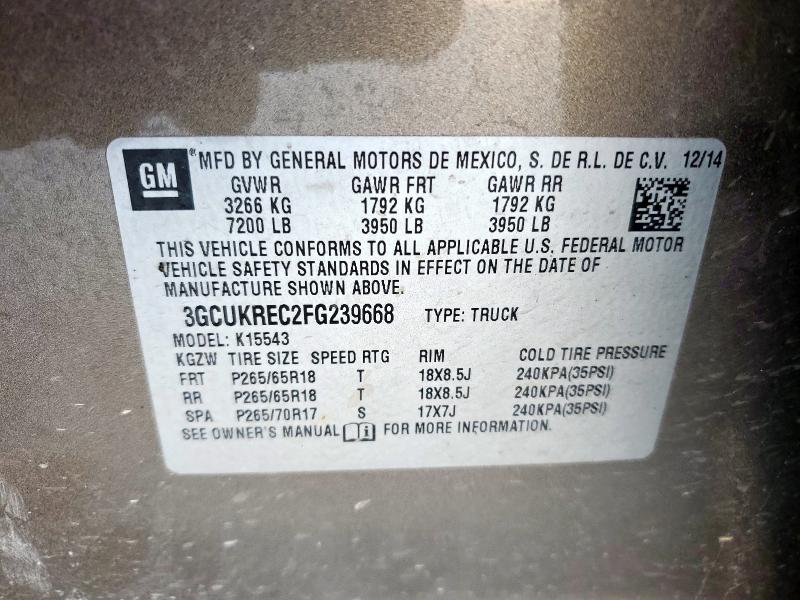 GM ® MFD BY GENERAL MOTORS DE MEXICO, S. DE R.L. DE C.V. 12/14
GVWR GAWR FRT GAWR RR
3266 KG 1792 KG 1792 KG
7200 LB 3950 LB 3950 LB
THIS VEHICLE CONFORMS TO ALL APPLICABLE U.S. FEDERAL MOTOR
VEHICLE SAFETY STANDARDS IN EFFECT ON THE DATE OF
MANUFACTURE SHOWN ABOVE.
3GCUKREC2FG239668 TYPE: TRUCK
MODEL: K15543
KGZW TIRE SIZE SPEED RTG RIM COLD TIRE PRESSURE
FRT P265/65R18 T 18X8.5J 240KPA(35PSI)
RR P265/65R18 T 18X8.5J 240KPA(35PSI)
SPA P265/70R17 S 17X7J 240KPA(35PSI)
SEE OWNER'S MANUAL i FOR MORE INFORMATION.